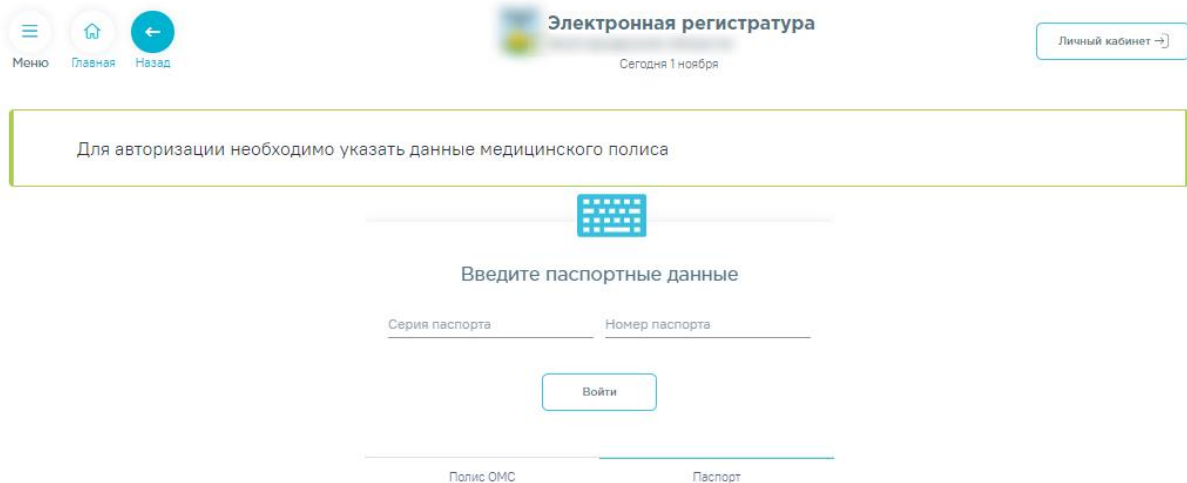 Меню
Главная
Назад
Электронная регистратура
Сегодня 1 ноября
Личный кабинет
Для авторизации необходимо указать данные медицинского полиса
Введите паспортные данные
Серия паспорта
Номер паспорта
Войти
Полис ОМС
Паспорт